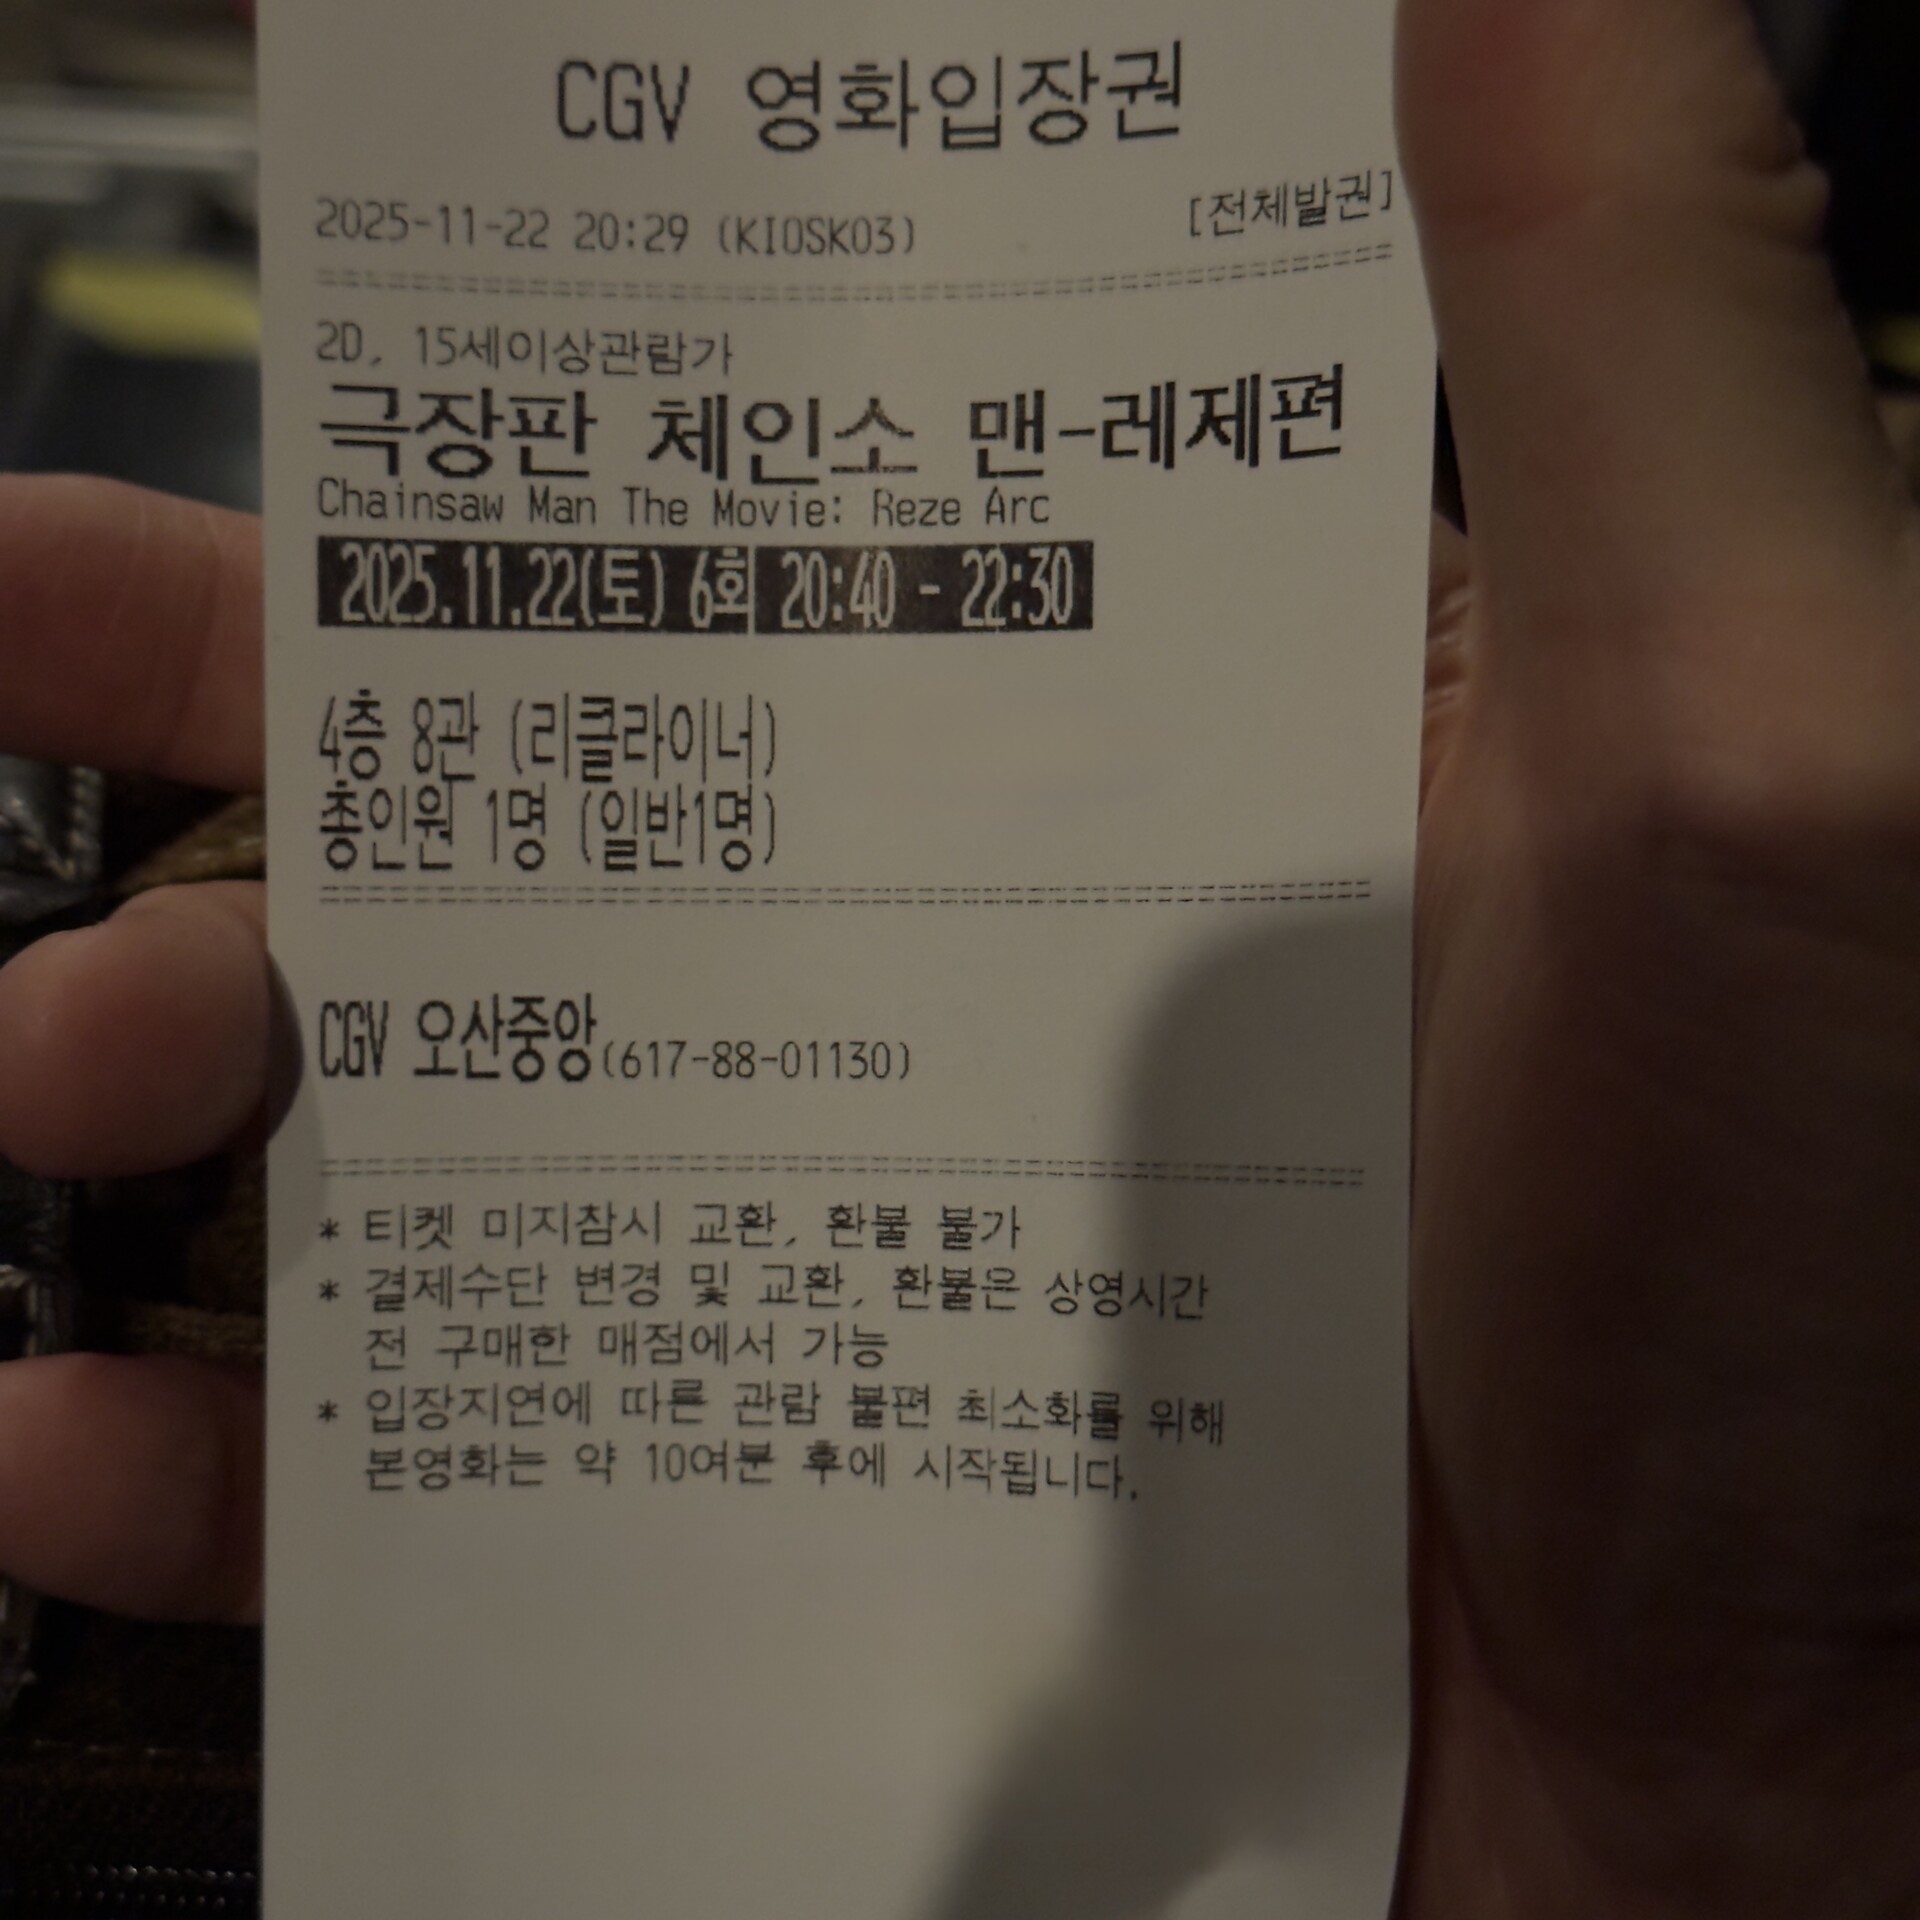 CGV 영화입장권
2025-11-22 20:29 (KIOSK03) [전체발권]
2D, 15세이상관람가
극장판 체인소 맨-레제편
Chainsaw Man The Movie: Reze Arc
2025.11.22(토) 6회 20:40 - 22:30
4층 8관 (리클라이너)
총인원 1명 (일반1명)
CGV 오산중앙(617-88-01130)
* 티켓 미지참시 교환, 환불 불가
* 결제수단 변경 및 교환, 환불은 상영시간
전 구매한 매점에서 가능
* 입장지연에 따른 관람 불편 최소화를 위해
본영화는 약 10여분 후에 시작됩니다.